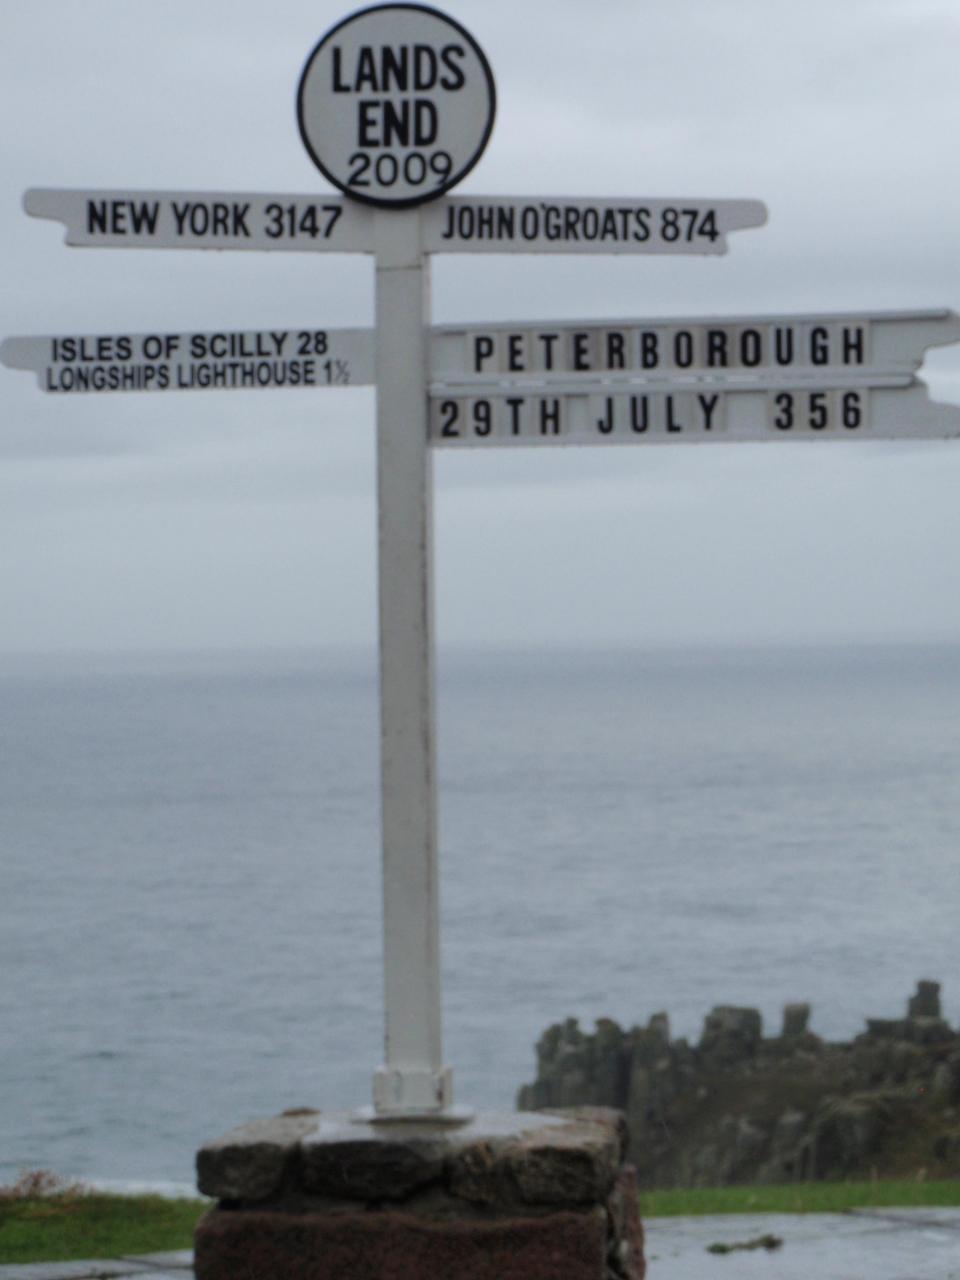 LANDS
END
2009
NEW YORK 3147
JOHN O'GROATS 874
ISLES OF SCILLY 28
LONGSHIPS LIGHTHOUSE 1½
PETERBOROUGH
29TH JULY 356